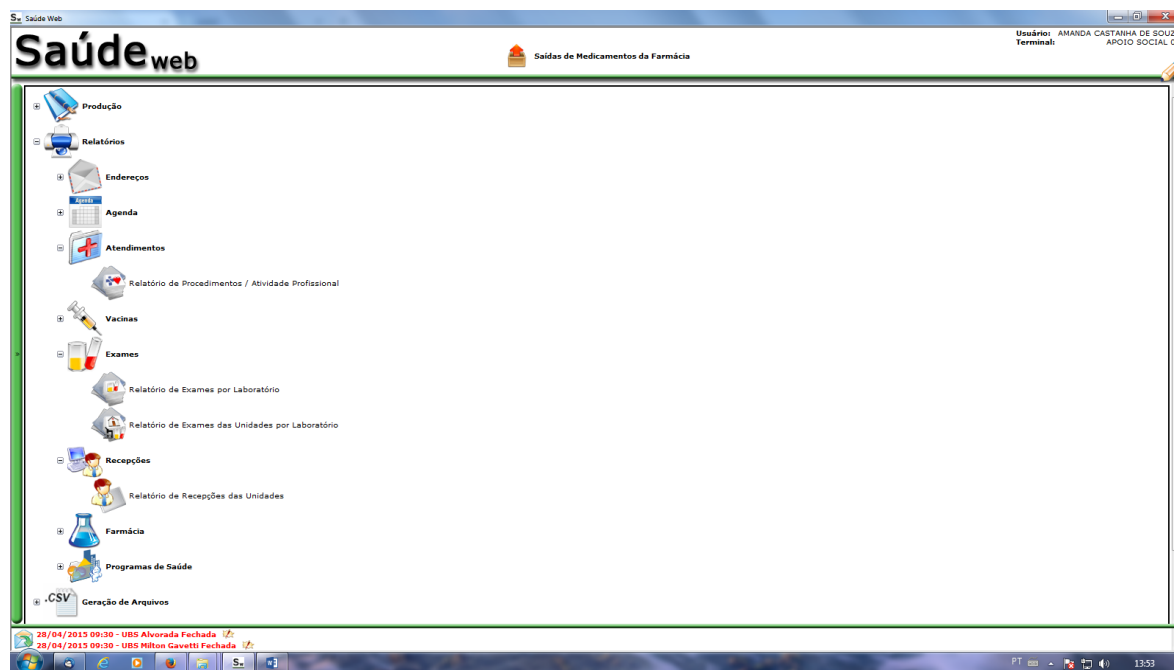 S. Saúde Web
Saúde web
Saídas de Medicamentos da Farmácia
Usuário: AMANDA CASTANHA DE SOUZ
Terminal: APOIO SOCIAL 0
Produção
Relatórios
Endereços
Agenda
Agenda
Atendimentos
Relatório de Procedimentos / Atividade Profissional
Vacinas
Exames
Relatório de Exames por Laboratório
Relatório de Exames das Unidades por Laboratório
Recepções
Relatório de Recepções das Unidades
Farmácia
Programas de Saúde
.CSV Geração de Arquivos
28/04/2015 09:30 - UBS Alvorada Fechada
28/04/2015 09:30 - UBS Milton Gavetti Fechada
PT 13:53